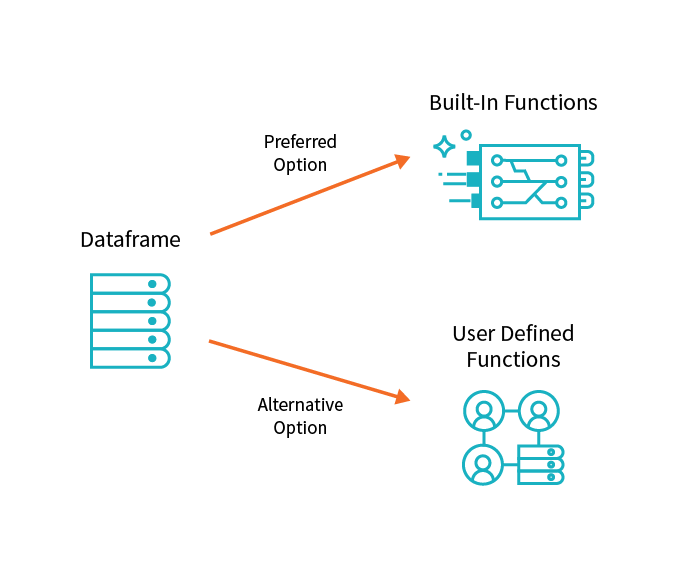 Built-In Functions
Preferred
Option
Dataframe
User Defined
Functions
Alternative
Option